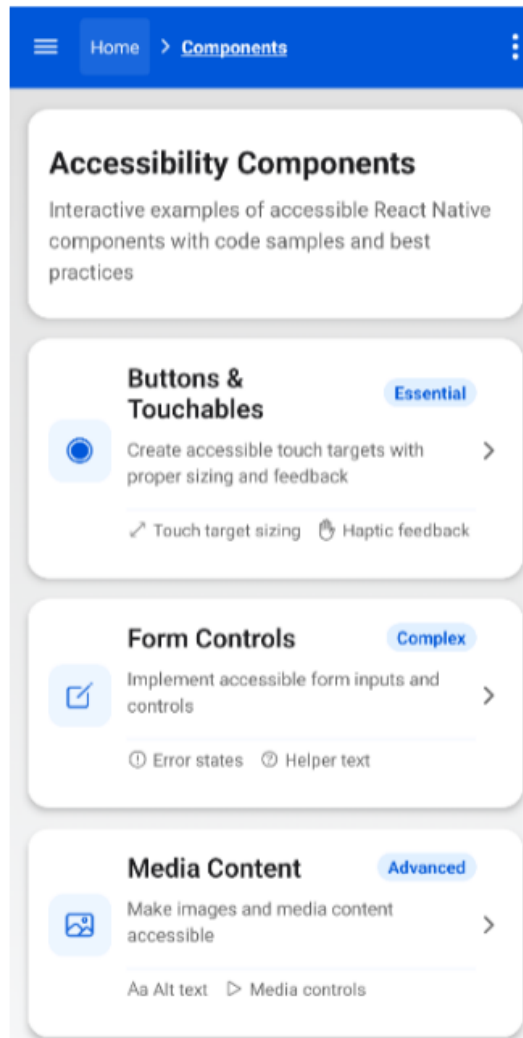 Home > Components
Accessibility Components
Interactive examples of accessible React Native
components with code samples and best
practices
Buttons &
Touchables
Essential
Create accessible touch targets with
proper sizing and feedback
Touch target sizing
Haptic feedback
Form Controls
Complex
Implement accessible form inputs and
controls
Error states
Helper text
Media Content
Advanced
Make images and media content
accessible
Aa Alt text
Media controls